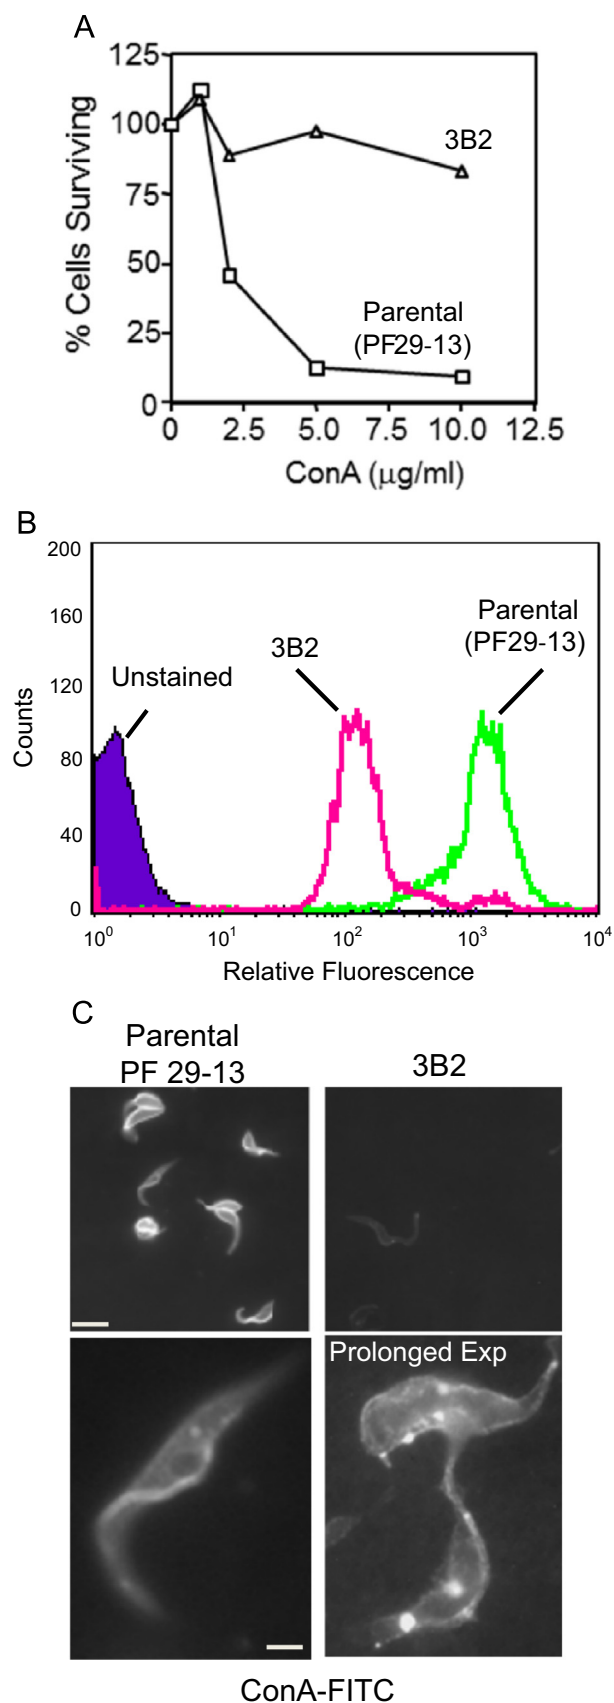 A
125
100
75
50
25
0
% Cells Surviving
3B2
Parental
(PF29-13)
0 2.5 5.0 7.5 10.0 12.5
ConA (μg/ml)
B
200
160
120
80
40
0
Counts
Unstained
3B2
Parental
(PF29-13)
10⁰ 10¹ 10² 10³ 10⁴
Relative Fluorescence
C
Parental
PF 29-13
3B2
Prolonged Exp
ConA-FITC